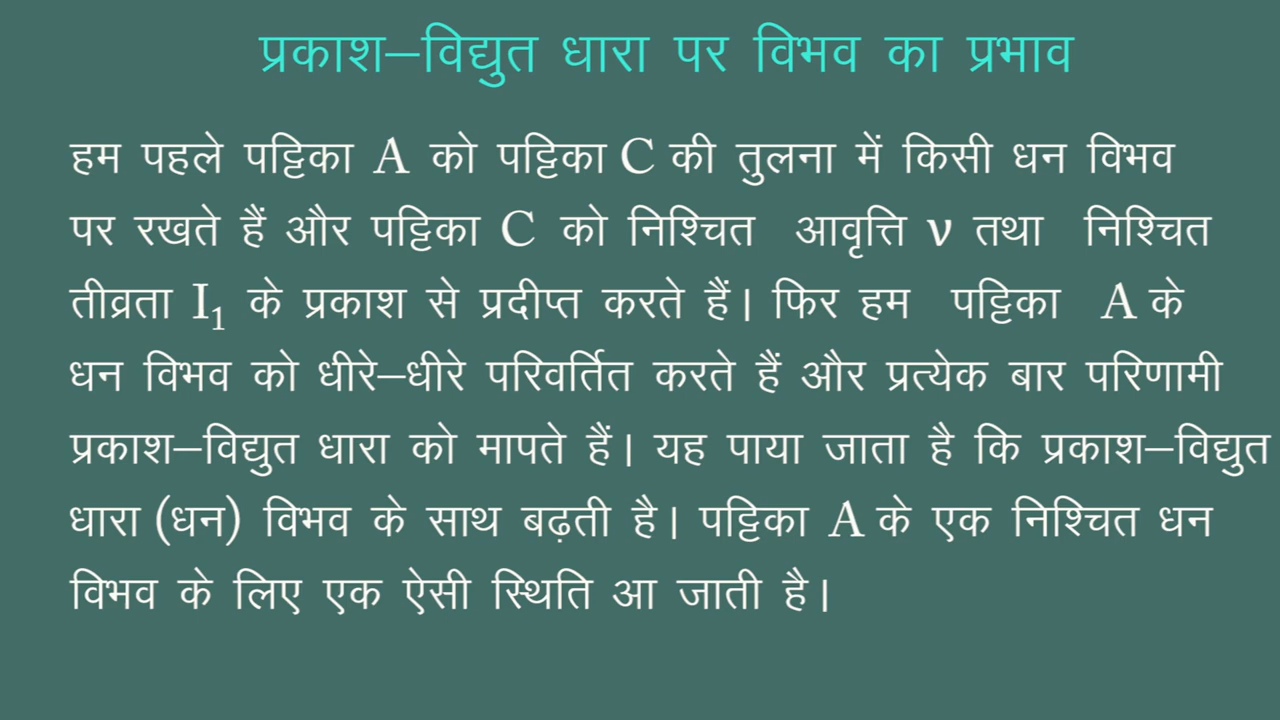 प्रकाश–विद्युत धारा पर विभव का प्रभाव
हम पहले पट्टिका A को पट्टिका C की तुलना में किसी धन विभव
पर रखते हैं और पट्टिका C को निश्चित आवृत्ति ν तथा निश्चित
तीव्रता I₁ के प्रकाश से प्रदीप्त करते हैं। फिर हम पट्टिका A के
धन विभव को धीरे–धीरे परिवर्तित करते हैं और प्रत्येक बार परिणामी
प्रकाश–विद्युत धारा को मापते हैं। यह पाया जाता है कि प्रकाश–विद्युत
धारा (धन) विभव के साथ बढ़ती है। पट्टिका A के एक निश्चित धन
विभव के लिए एक ऐसी स्थिति आ जाती है।